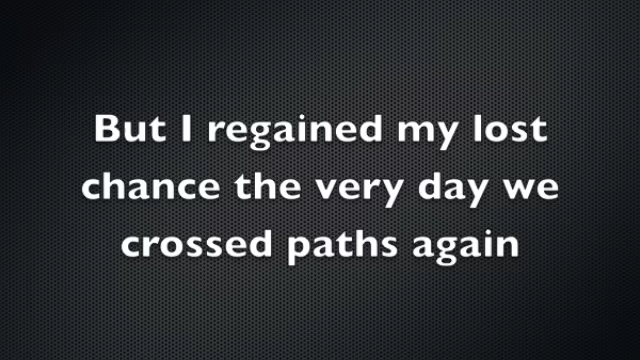 But I regained my lost
chance the very day we
crossed paths again